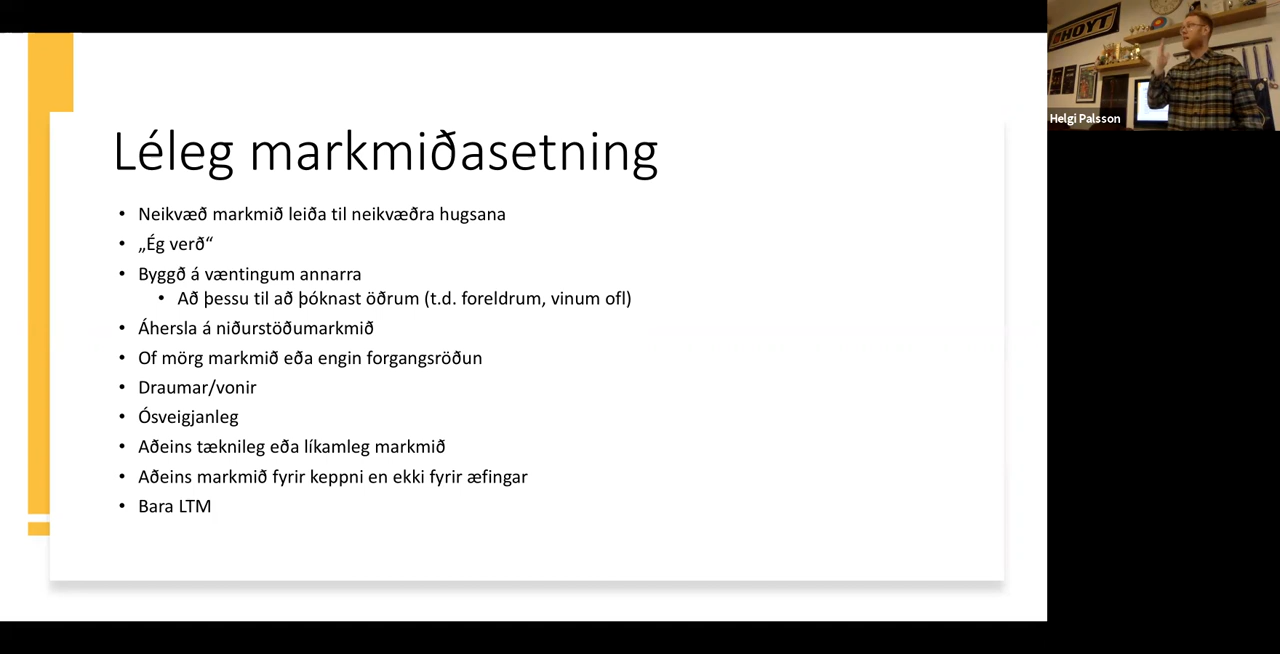 Léleg markmiðasetning
• Neikvæð markmið leiða til neikvæðra hugsana
• „Ég verð“
• Byggð á væntingum annarra
• Að þessu til að þóknast öðrum (t.d. foreldrum, vinum ofl)
• Áhersla á niðurstöðumarkmið
• Of mörg markmið eða engin forgangsröðun
• Draumar/vonir
• Ósveigjanleg
• Aðeins tæknileg eða líkamleg markmið
• Aðeins markmið fyrir keppni en ekki fyrir æfingar
• Bara LTM
HOYT
Helgi Palsson